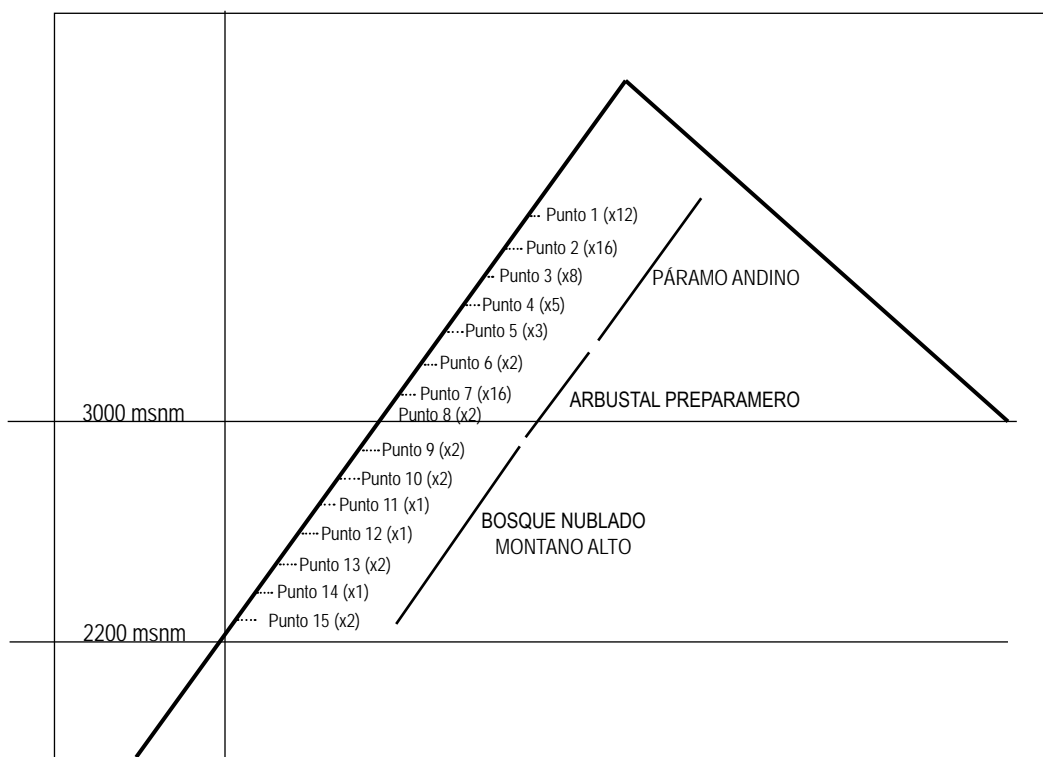 Punto 1 (x12)
Punto 2 (x16)
Punto 3 (x8)
PÁRAMO ANDINO
Punto 4 (x5)
Punto 5 (x3)
Punto 6 (x2)
Punto 7 (x16)
ARBUSTAL PREPARAMERO
3000 msnm
Punto 8 (x2)
Punto 9 (x2)
Punto 10 (x2)
Punto 11 (x1)
BOSQUE NUBLADO
MONTANO ALTO
Punto 12 (x1)
Punto 13 (x2)
Punto 14 (x1)
Punto 15 (x2)
2200 msnm